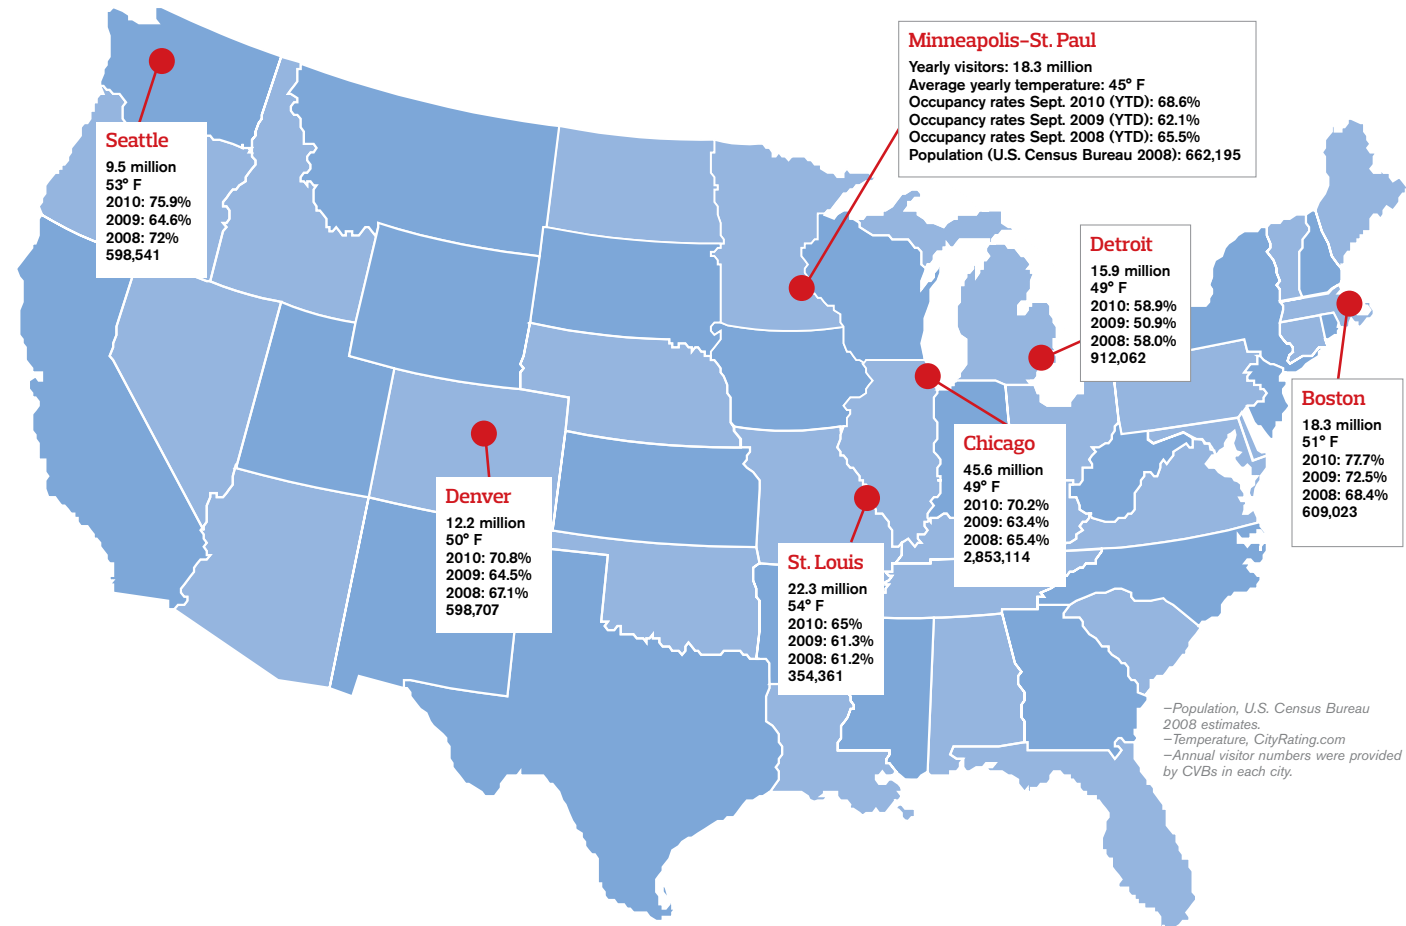 Minneapolis–St. Paul
Yearly visitors: 18.3 million
Average yearly temperature: 45° F
Occupancy rates Sept. 2010 (YTD): 68.6%
Occupancy rates Sept. 2009 (YTD): 62.1%
Occupancy rates Sept. 2008 (YTD): 65.5%
Population (U.S. Census Bureau 2008): 662,195
Seattle
9.5 million
53° F
2010: 75.9%
2009: 64.6%
2008: 72%
598,541
Detroit
15.9 million
49° F
2010: 58.9%
2009: 50.9%
2008: 58.0%
912,062
Boston
18.3 million
51° F
2010: 77.7%
2009: 72.5%
2008: 68.4%
609,023
Chicago
45.6 million
49° F
2010: 70.2%
2009: 63.4%
2008: 65.4%
2,853,114
Denver
12.2 million
50° F
2010: 70.8%
2009: 64.5%
2008: 67.1%
598,707
St. Louis
22.3 million
54° F
2010: 65%
2009: 61.3%
2008: 61.2%
354,361
–Population, U.S. Census Bureau
2008 estimates.
–Temperature, CityRating.com
–Annual visitor numbers were provided
by CVBs in each city.